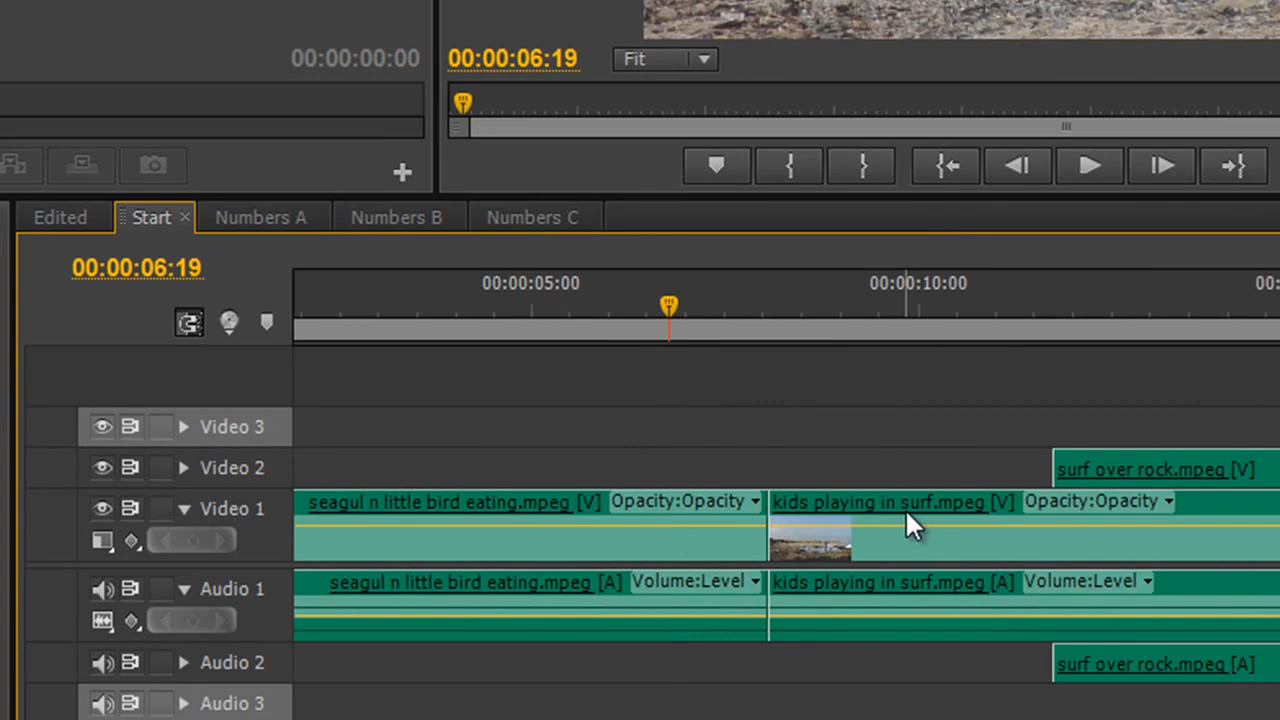 00:00:00:00
00:00:06:19
Fit
Edited
Start
Numbers A
Numbers B
Numbers C
00:00:06:19
00:00:05:00
00:00:10:00
00:
Video 3
Video 2
surf over rock.mpeg [V]
Video 1
seagul n little bird eating.mpeg [V] Opacity:Opacity
kids playing in surf.mpeg [V] Opacity:Opacity
Audio 1
seagul n little bird eating.mpeg [A] Volume:Level
kids playing in surf.mpeg [A] Volume:Level
Audio 2
surf over rock.mpeg [A]
Audio 3